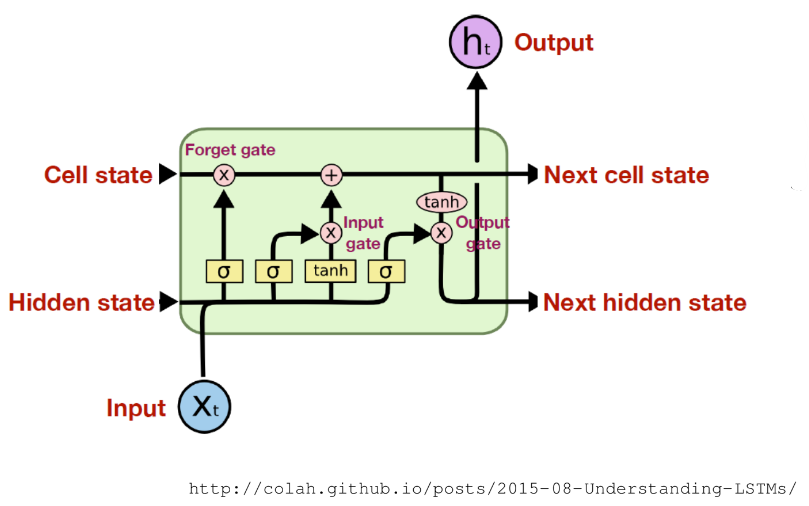 ht
Output
Forget gate
Cell state
x
+
Next cell state
tanh
Input
gate
x
x
Output
gate
σ
σ
tanh
σ
Hidden state
Next hidden state
Input
Xt
http://colah.github.io/posts/2015-08-Understanding-LSTMs/